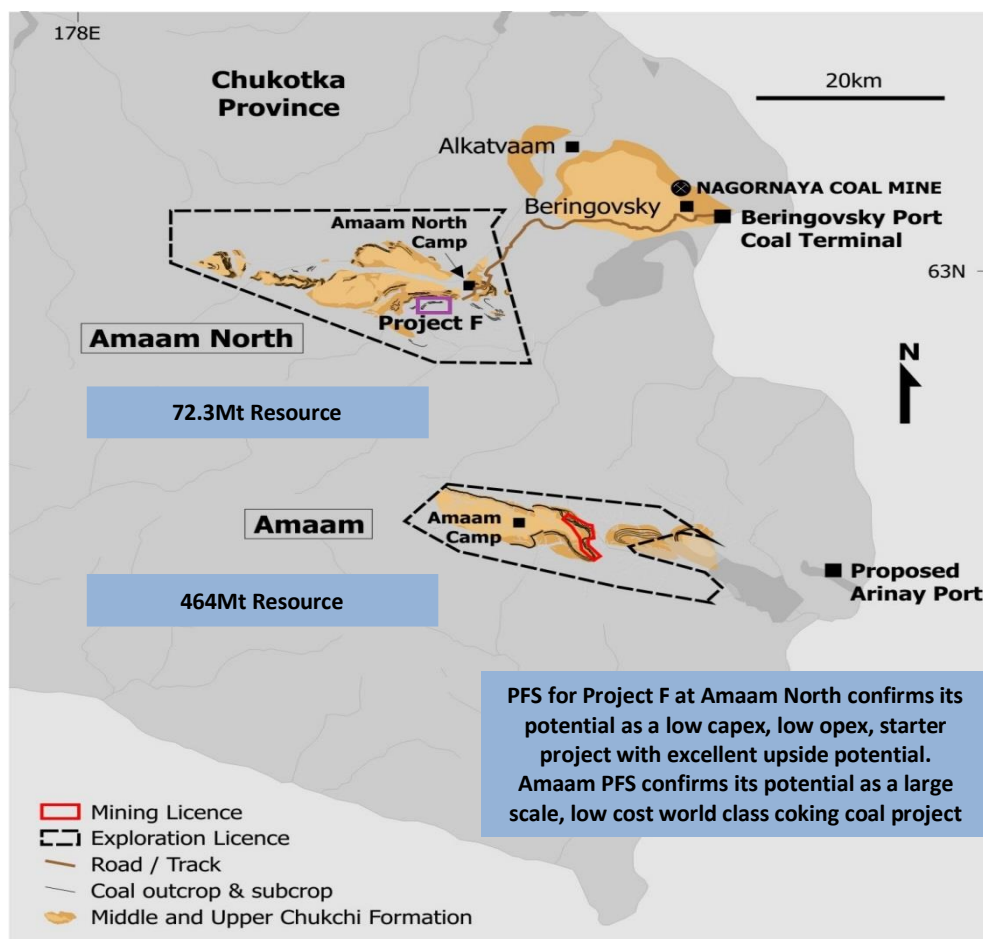 178E
Chukotka
Province
20km
Alkatvaam
NAGORNAYA COAL MINE
Beringovsky
Beringovsky Port
Coal Terminal
Amaam North
Camp
63N
Project F
Amaam North
N
72.3Mt Resource
Amaam
Amaam
Camp
Proposed
Arinay Port
464Mt Resource
PFS for Project F at Amaam North confirms its
potential as a low capex, low opex, starter
project with excellent upside potential.
Amaam PFS confirms its potential as a large
scale, low cost world class coking coal project
Mining Licence
Exploration Licence
Road / Track
Coal outcrop & subcrop
Middle and Upper Chukchi Formation